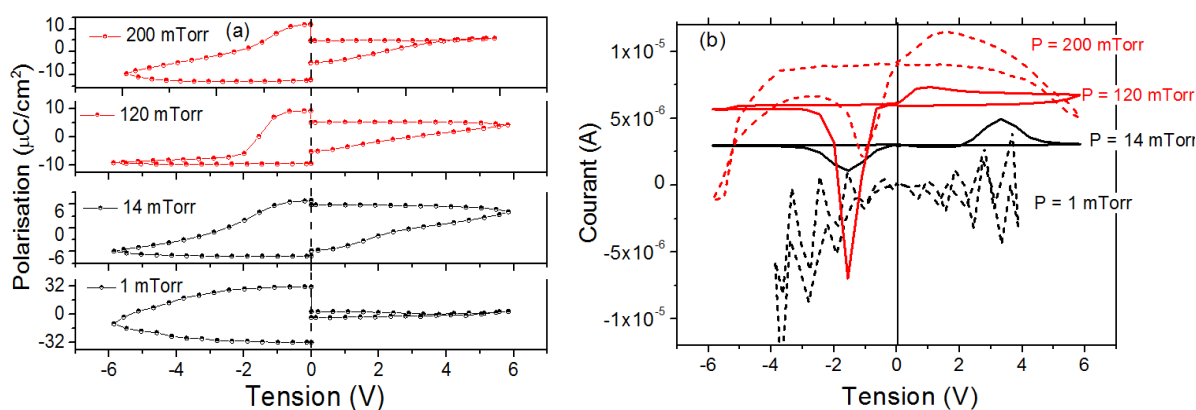 (a)
200 mTorr
10
0
-10
120 mTorr
10
0
-10
14 mTorr
6
0
-6
1 mTorr
32
0
-32
-6 -4 -2 0 2 4 6
Polarisation (µC/cm²)
Tension (V)
(b)
P = 200 mTorr
P = 120 mTorr
P = 14 mTorr
P = 1 mTorr
1x10⁻⁵
5x10⁻⁶
0
-5x10⁻⁶
-1x10⁻⁵
-6 -4 -2 0 2 4 6
Courant (A)
Tension (V)